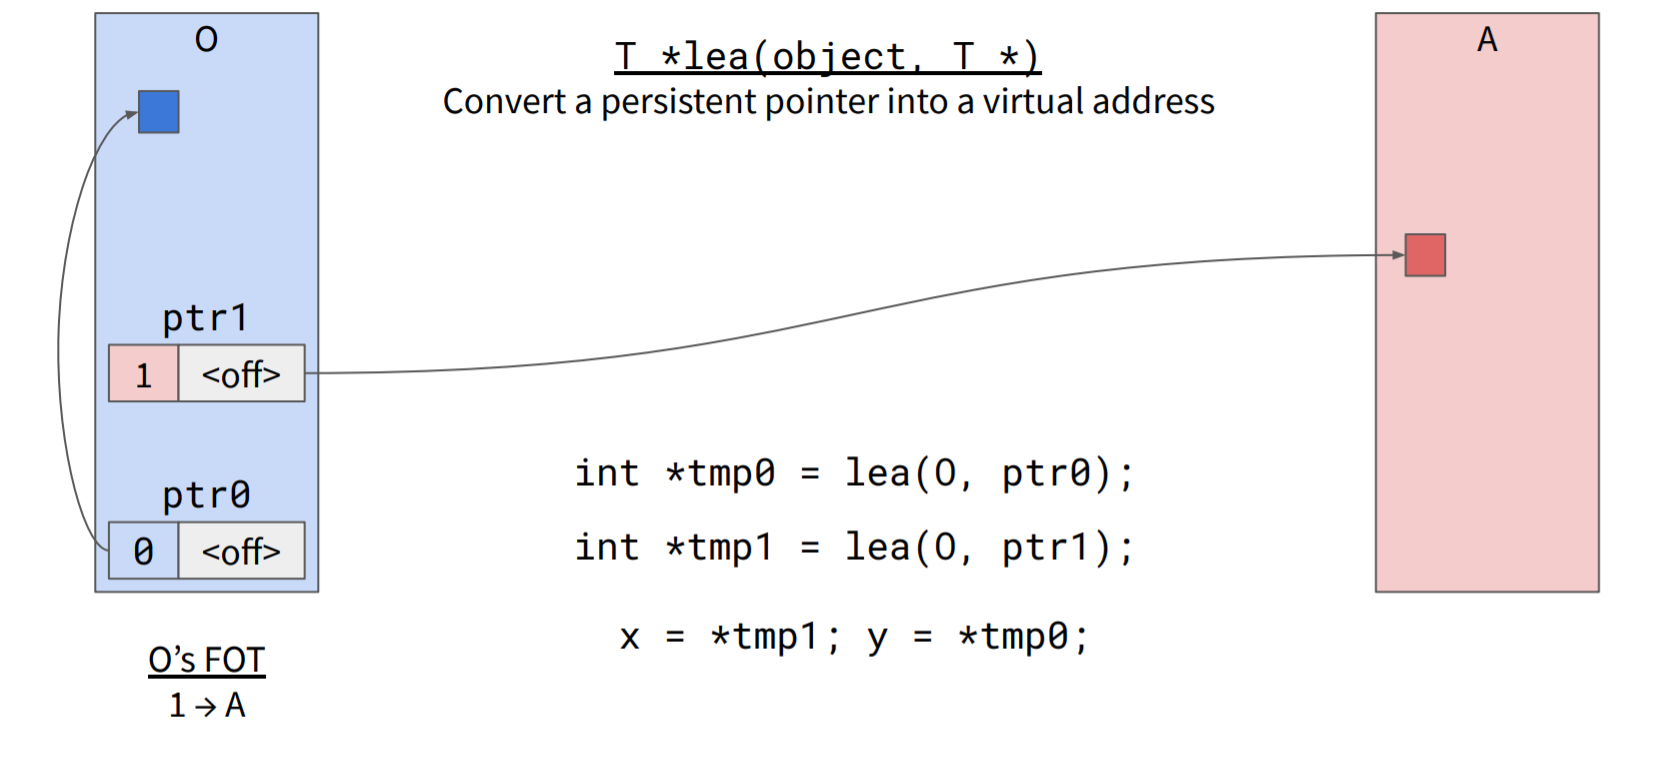 O
T *lea(object, T *)
A
Convert a persistent pointer into a virtual address
ptr1
1 <off>
ptr0
0 <off>
int *tmp0 = lea(O, ptr0);
int *tmp1 = lea(O, ptr1);
x = *tmp1; y = *tmp0;
O’s FOT
1 → A